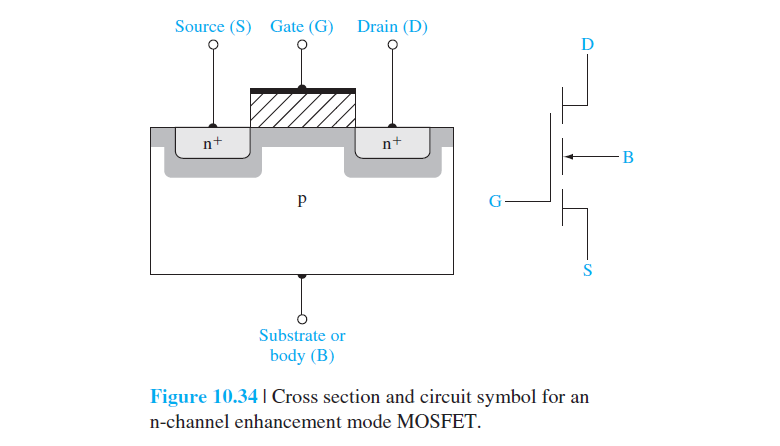 Source (S) Gate (G) Drain (D)
D
n+ n+
B
p
G
S
Substrate or
body (B)
Figure 10.34 | Cross section and circuit symbol for an
n-channel enhancement mode MOSFET.